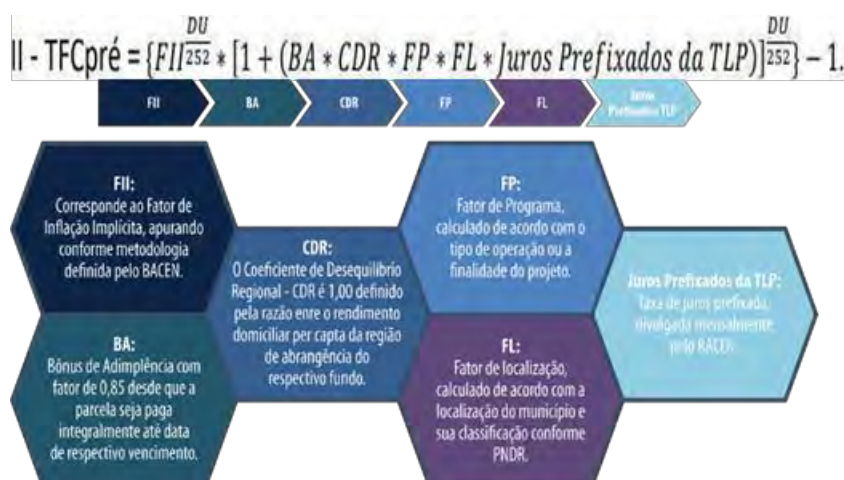 II - TFCpré = {FII^DU/252 * [1 + (BA * CDR * FP * FL * Juros Prefixados da TLP)]^DU/252} − 1.
FII
BA
CDR
FP
FL
Juros
Prefixados TLP
FII:
Corresponde ao Fator de
Inflação Implícita, apurando
conforme metodologia
definida pelo BACEN.
BA:
Bônus de Adimplência com
fator de 0,85 desde que a
parcela seja paga
integralmente até data
de respectivo vencimento.
CDR:
O Coeficiente de Desequilíbrio
Regional - CDR é 1,00 definido
pela razão enre o rendimento
domiciliar per capta da região
de abrangência do
respectivo fundo.
FP:
Fator de Programa,
calculado de acordo com o
tipo de operação ou a
finalidade do projeto.
FL:
Fator de localização,
calculado de acordo com a
localização do município e
sua classificação conforme
PNDR.
Juros Prefixados da TLP:
Taxa de juros prefixada,
divulgada mensalmente
pelo BACEN.